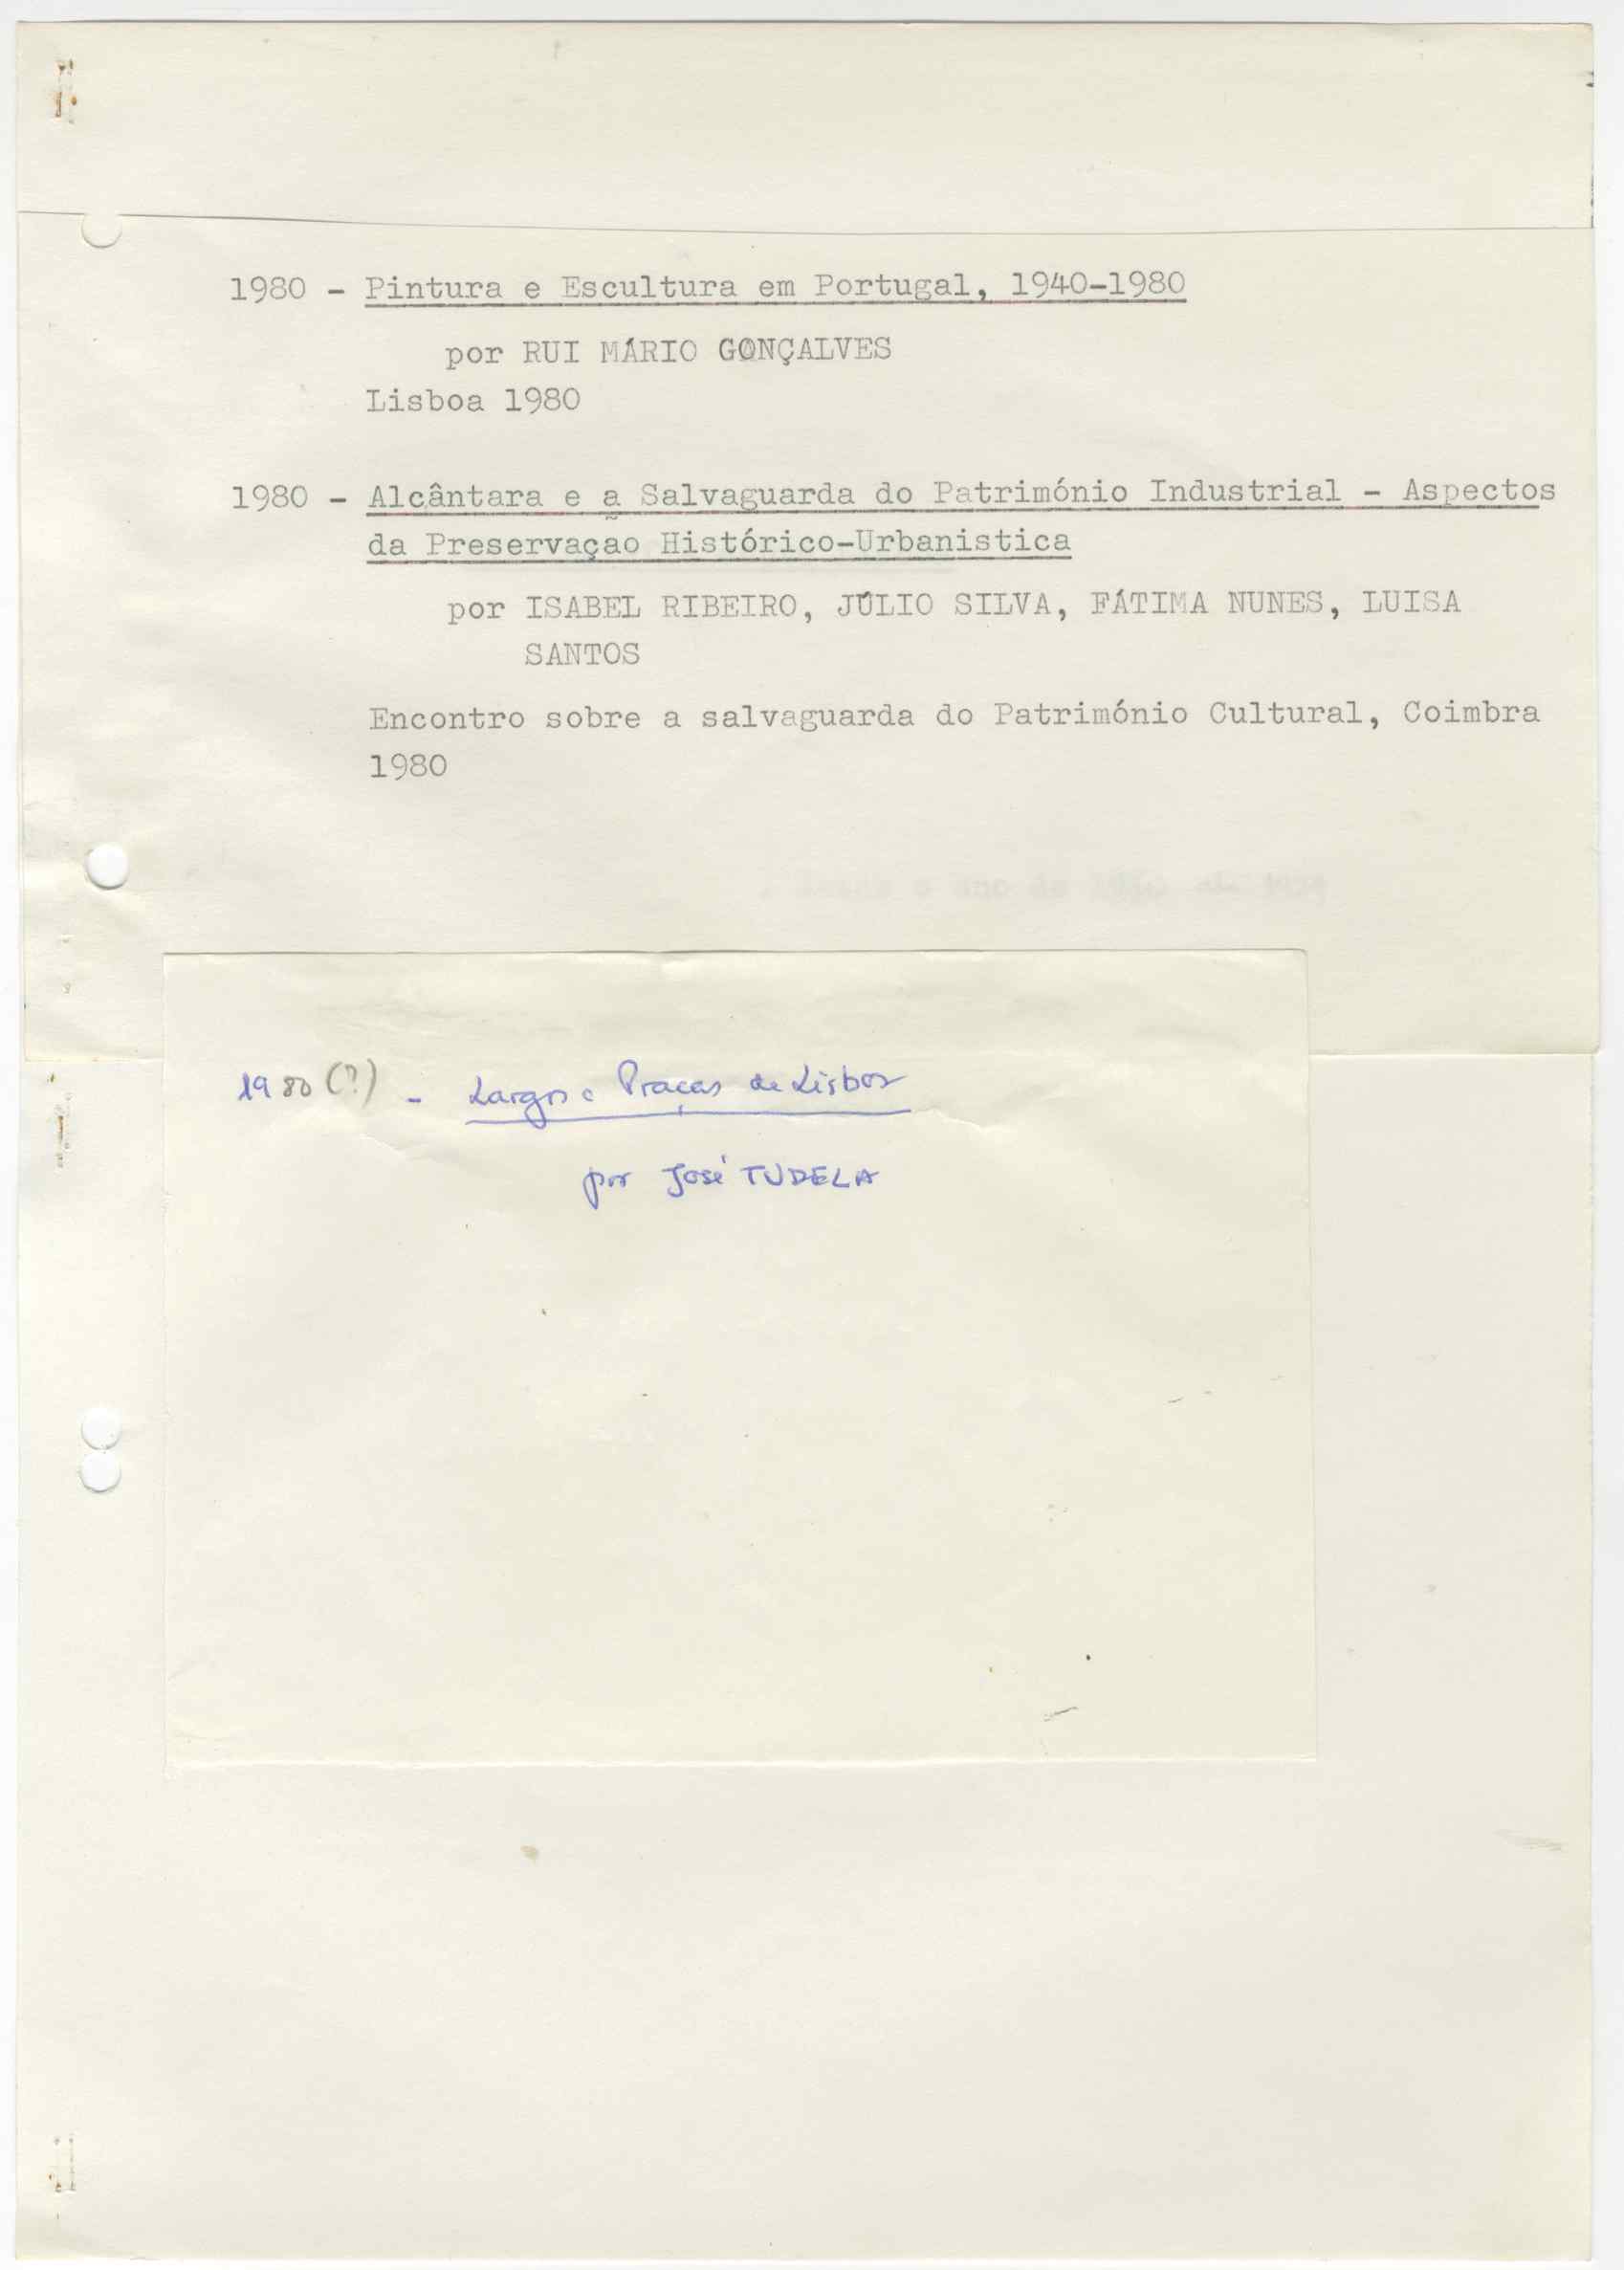 1980 - Pintura e Escultura em Portugal, 1940-1980
por RUI MÁRIO GONÇALVES
Lisboa 1980
1980 - Alcântara e a Salvaguarda do Património Industrial - Aspectos
da Preservação Histórico-Urbanistica
por ISABEL RIBEIRO, JÚLIO SILVA, FÁTIMA NUNES, LUISA
SANTOS
Encontro sobre a salvaguarda do Património Cultural, Coimbra
1980
1980 (?) - Largos e Praças de Lisboa
por José TUDELA